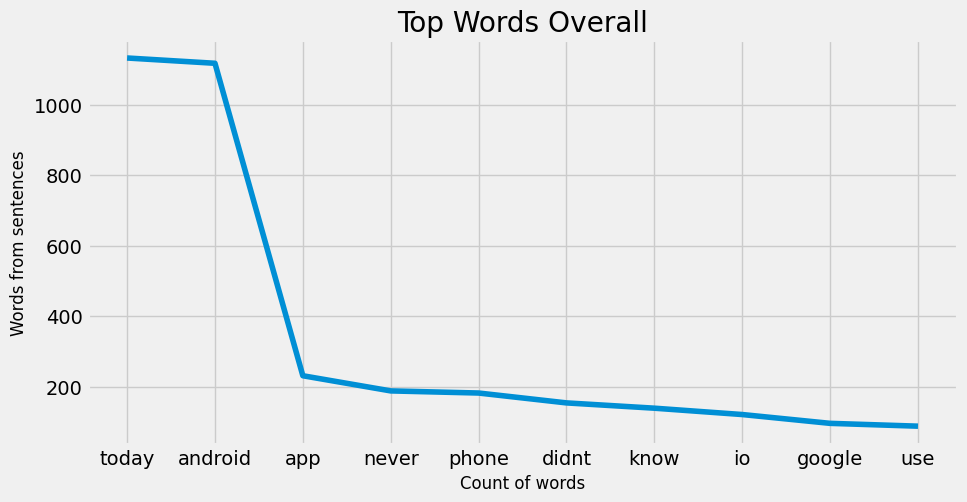 Top Words Overall
Words from sentences
1000
800
600
400
200
today android app never phone didnt know io google use
Count of words